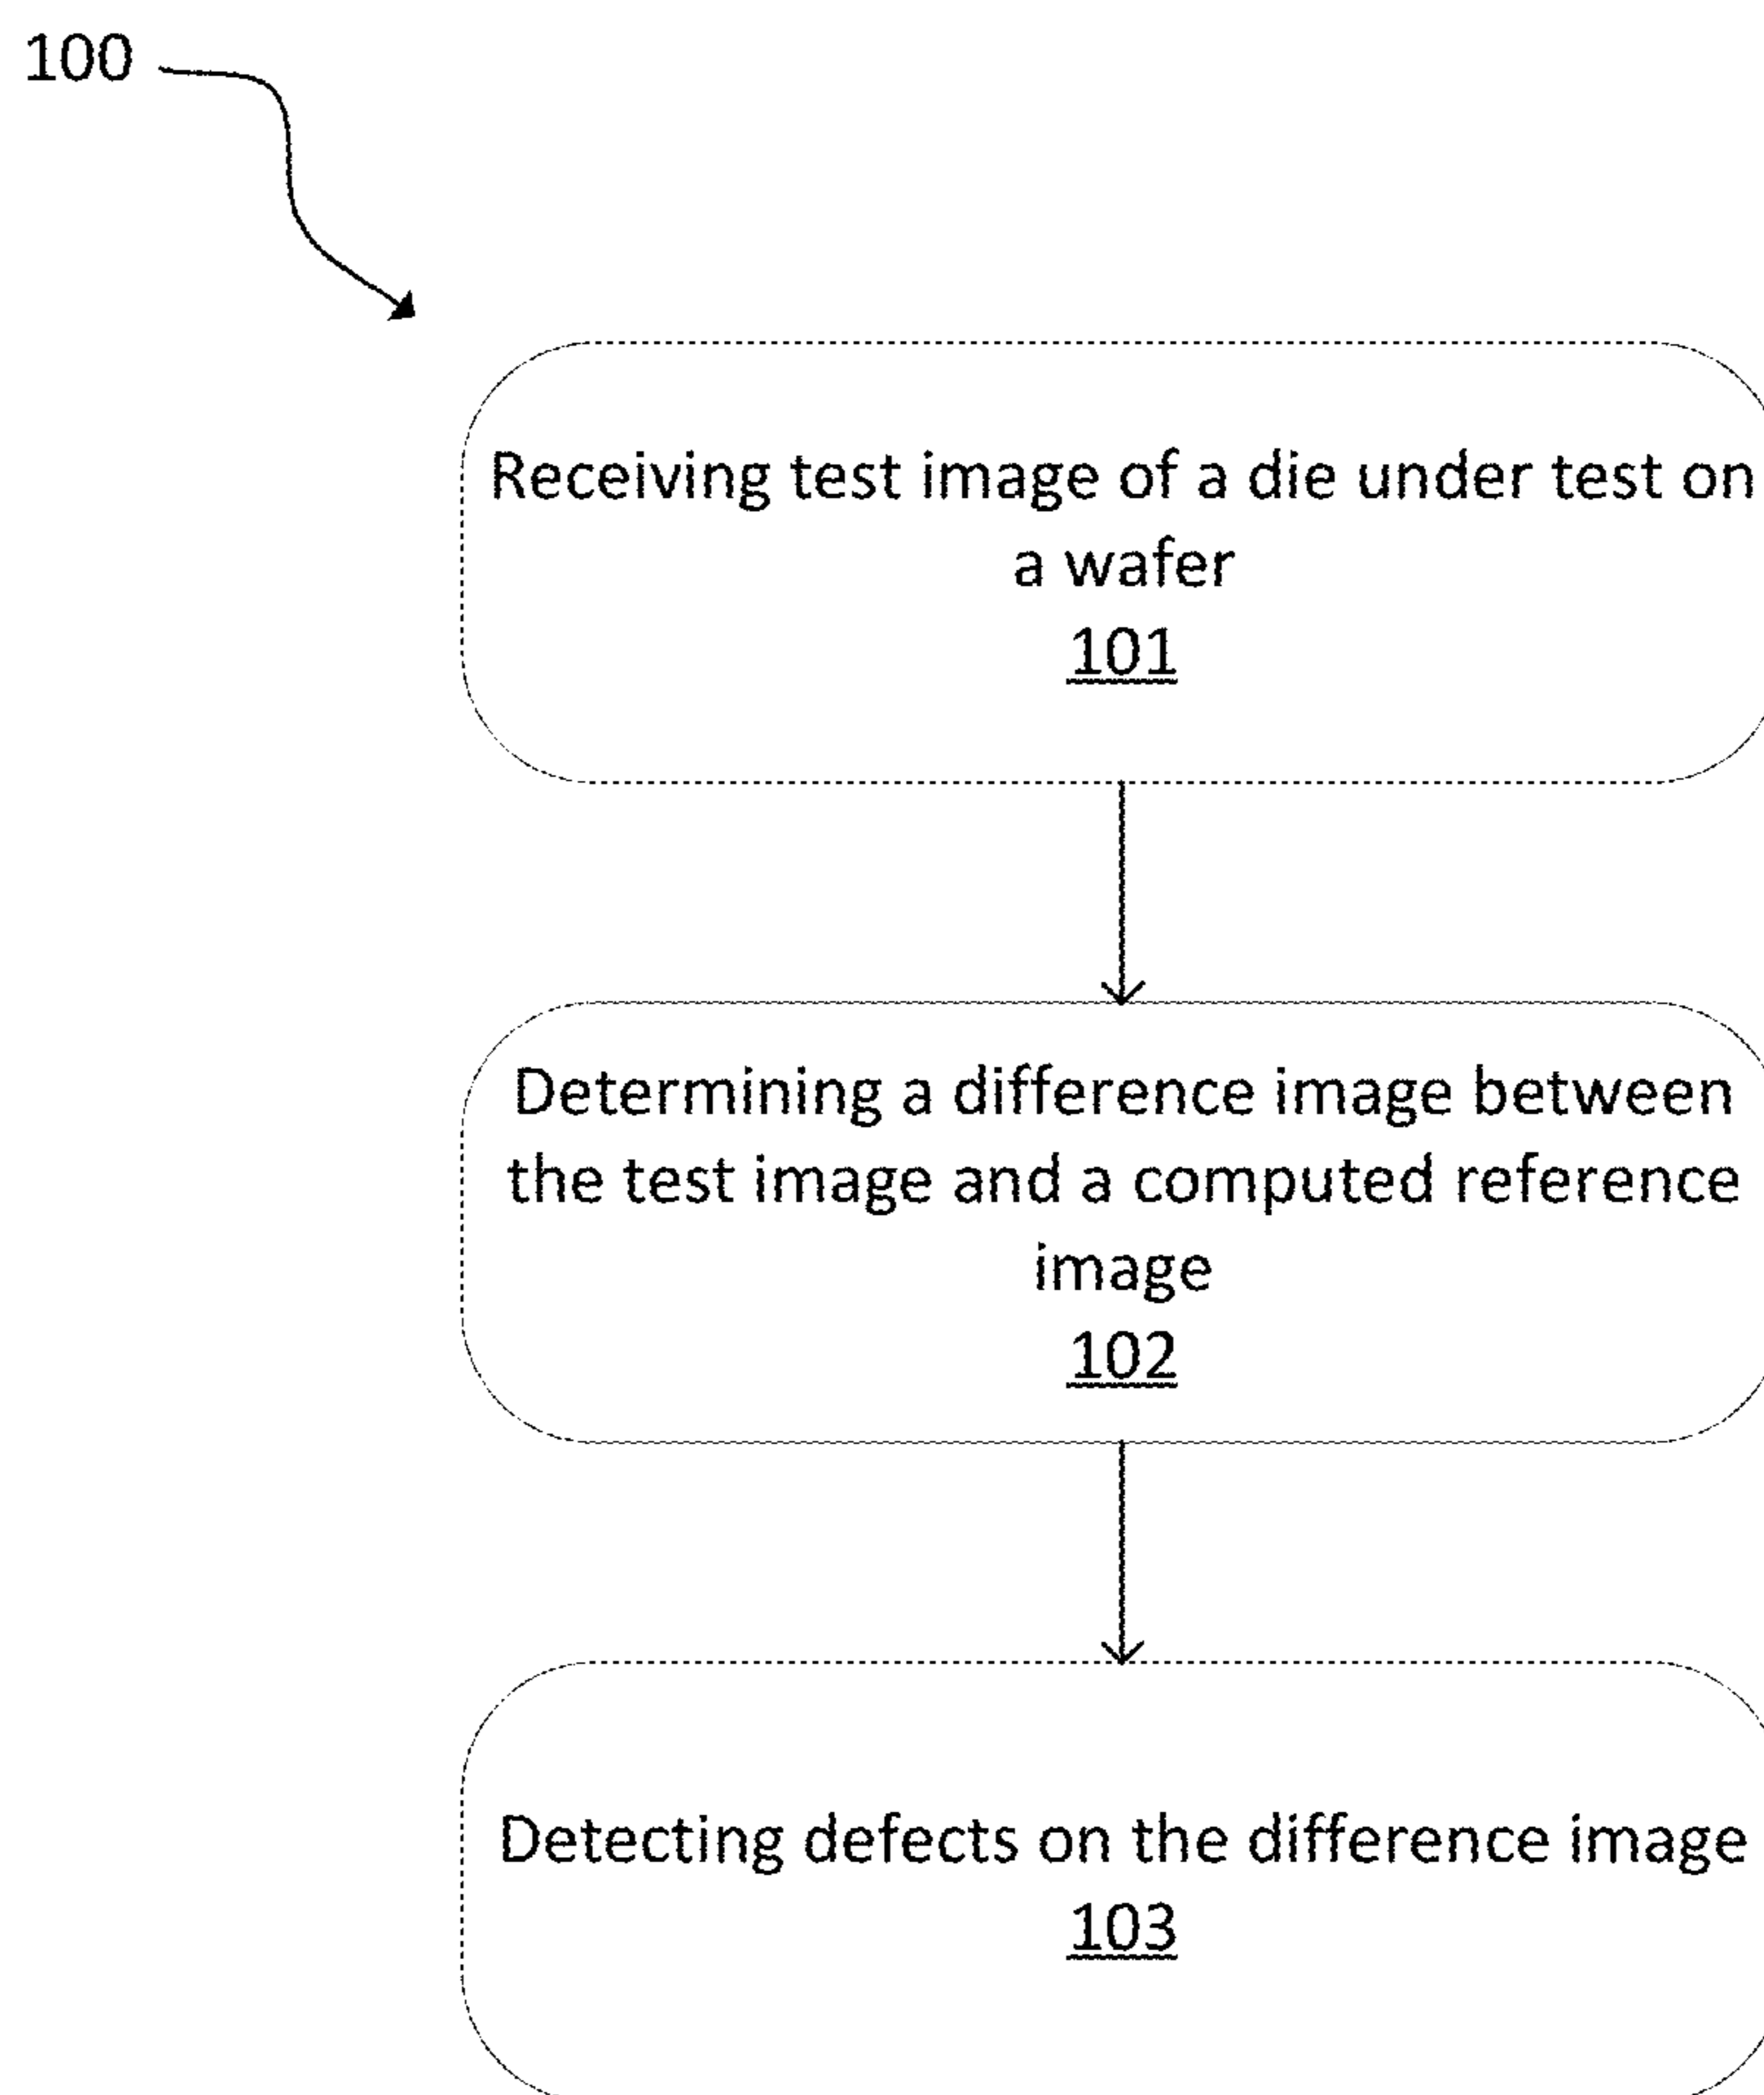 100
Receiving test image of a die under test on
a wafer
101
Determining a difference image between
the test image and a computed reference
image
102
Detecting defects on the difference image
103